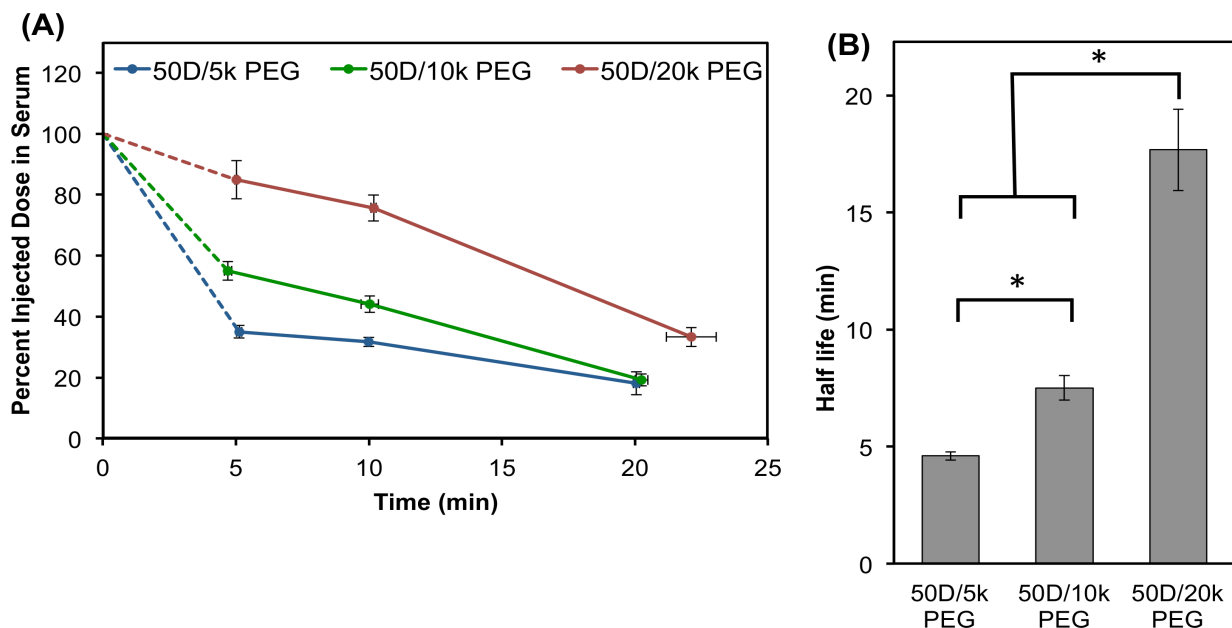 (A)
Percent Injected Dose in Serum
120
100
80
60
40
20
0
50D/5k PEG
50D/10k PEG
50D/20k PEG
0
5
10
15
20
25
Time (min)
(B)
Half life (min)
20
15
10
5
0
*
*
50D/5k
PEG
50D/10k
PEG
50D/20k
PEG